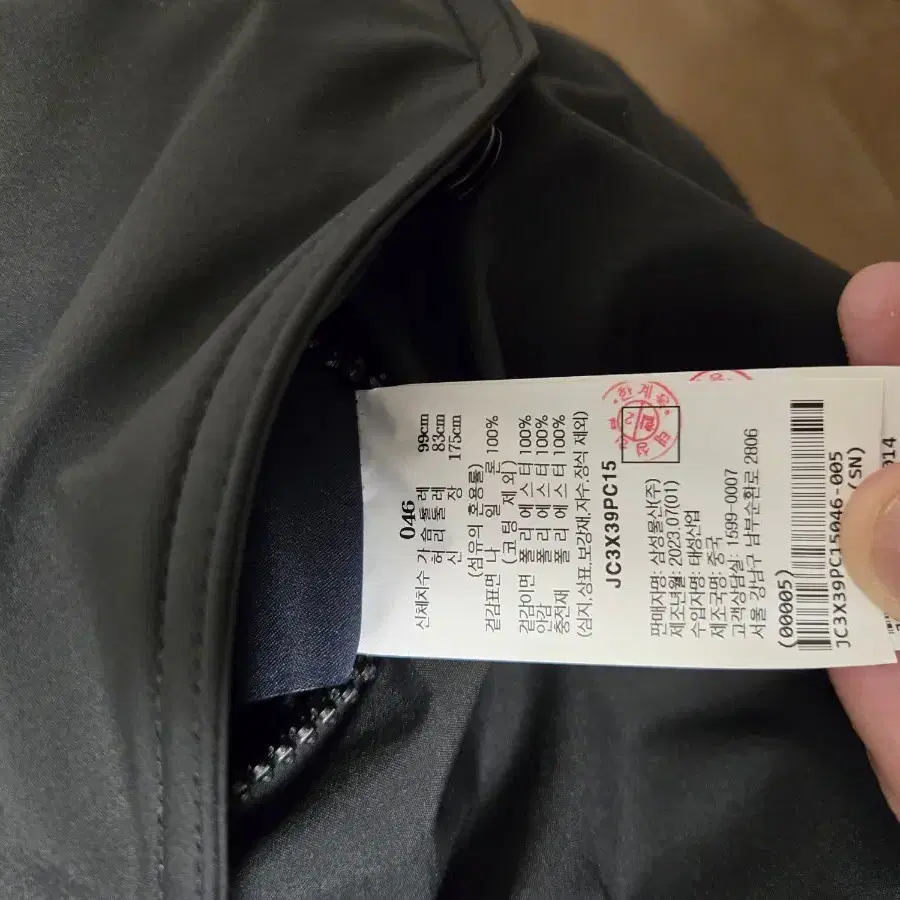 046
신체치수 가슴둘레 99cm
허리둘레 83cm
신장 175cm
(섬유의 혼용률)
겉감표면 나일론 100%
(코팅 제외)
겉감이면 폴리에스터 100%
안감 폴리에스터 100%
충전재 폴리에스터 100%
(심지,상표,보강재,자수.장식 제외)
JC3X39PC15
판매자명: 삼성물산(주)
제조년월: 2023.07(01)
수입자명: 태성산업
제조국명: 중국
고객상담실: 1599-0007
서울 강남구 남부순환로 2806
(00005)
JC3X39PC15046-005
(SN)
014